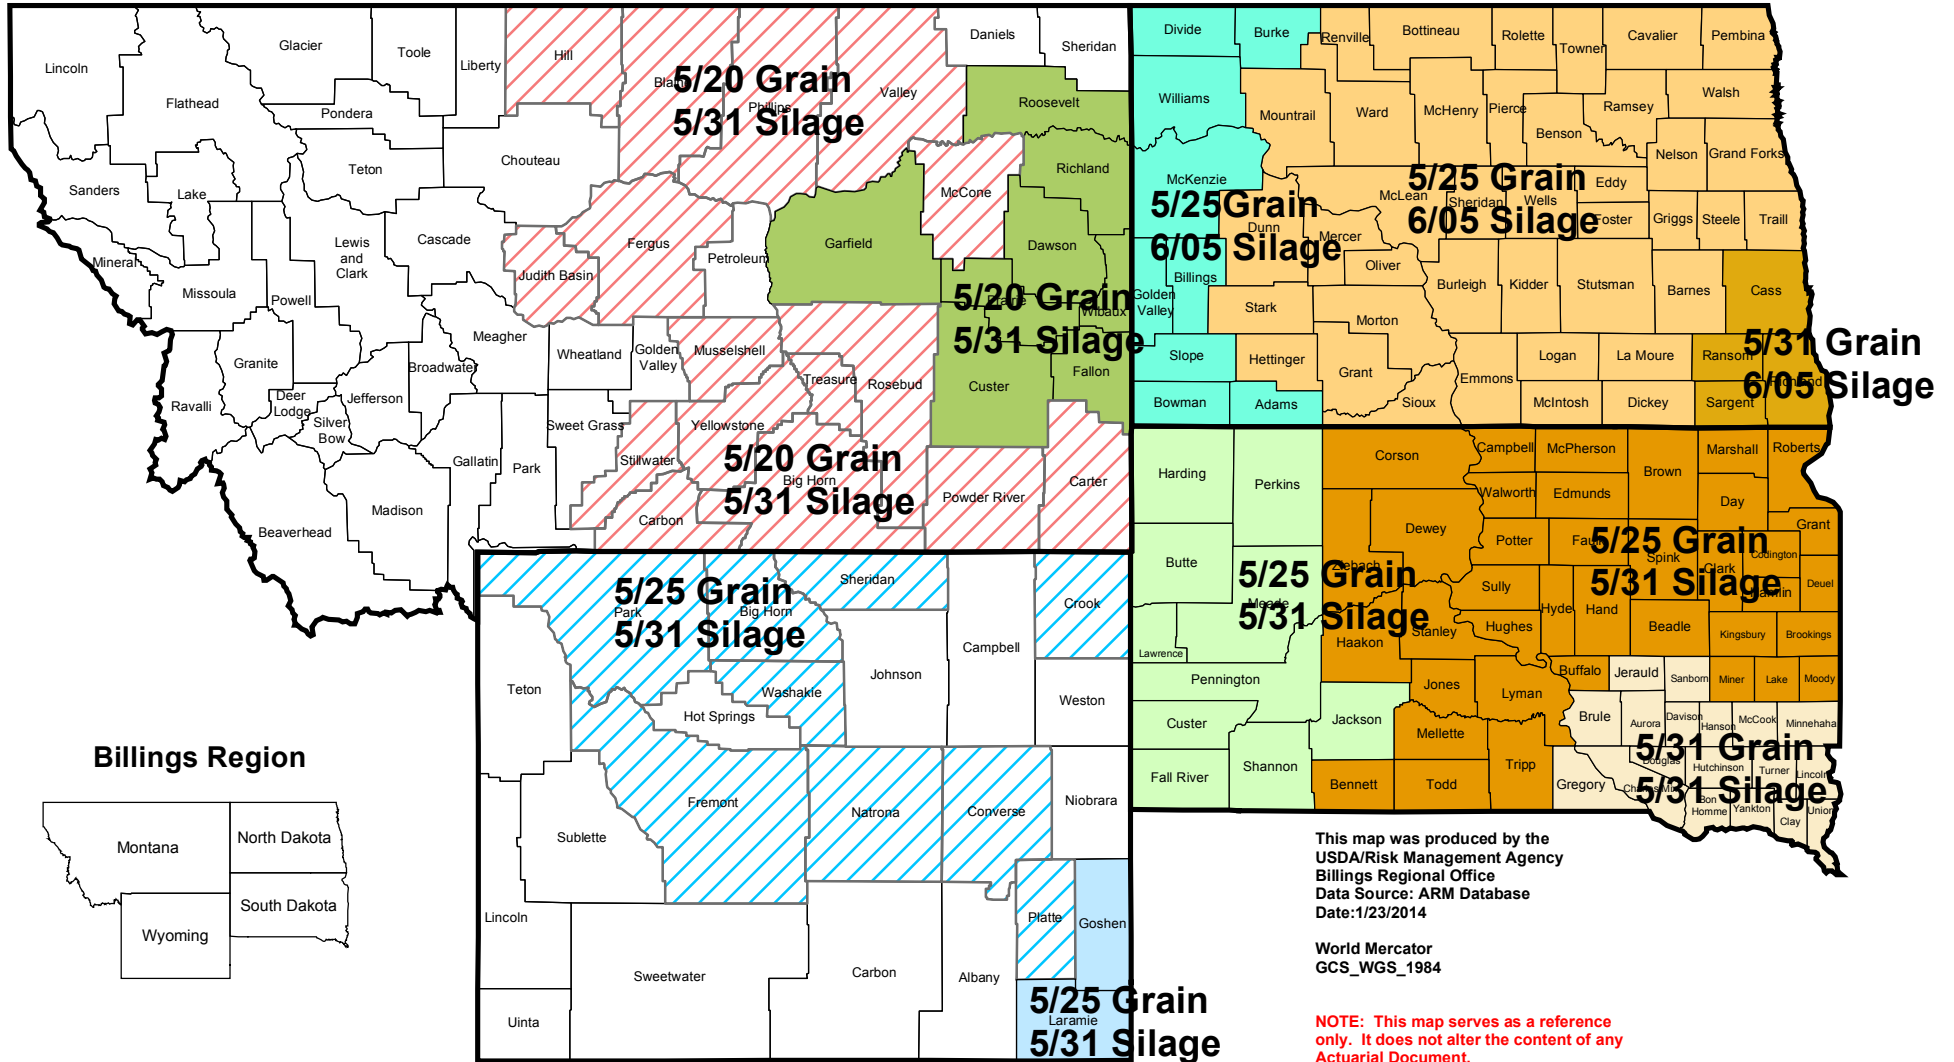 Lincoln
Flathead
Glacier
Toole
Liberty
Hill
Blaine
Phillips
Valley
Daniels
Sheridan
5/20 Grain
5/31 Silage
Roosevelt
Pondera
Teton
Chouteau
Sanders
Lake
Richland
McCone
Cascade
Lewis
and
Clark
Fergus
Petroleum
Garfield
Dawson
Mineral
Missoula
Powell
Judith Basin
Prairie
Wibaux
5/20 Grain
5/31 Silage
Meagher
Wheatland
Golden
Valley
Musselshell
Treasure
Rosebud
Custer
Fallon
Granite
Broadwater
Ravalli
Deer
Lodge
Jefferson
Silver
Bow
Sweet Grass
Yellowstone
Stillwater
Gallatin
Park
Big Horn
5/20 Grain
5/31 Silage
Powder River
Carter
Carbon
Beaverhead
Madison
Divide
Burke
Renville
Bottineau
Rolette
Towner
Cavalier
Pembina
Williams
Mountrail
Ward
McHenry
Pierce
Benson
Ramsey
Walsh
Nelson
Grand Forks
McKenzie
McLean
Sheridan
Wells
Eddy
Foster
Griggs
Steele
Traill
5/25Grain
6/05 Silage
5/25 Grain
6/05 Silage
Dunn
Mercer
Oliver
Billings
Golden
Valley
Stark
Morton
Burleigh
Kidder
Stutsman
Barnes
Cass
Slope
Hettinger
Grant
Emmons
Logan
La Moure
Ransom
Richland
5/31 Grain
6/05 Silage
Bowman
Adams
Sioux
McIntosh
Dickey
Sargent
Harding
Perkins
Corson
Campbell
McPherson
Brown
Marshall
Roberts
Walworth
Edmunds
Day
Dewey
Potter
Faulk
Spink
Grant
Codington
Clark
Hamlin
Deuel
5/25 Grain
5/31 Silage
Butte
Meade
Ziebach
5/25 Grain
5/31 Silage
Sully
Hyde
Hand
Hughes
Stanley
Haakon
Beadle
Kingsbury
Brookings
Lawrence
Pennington
Jones
Lyman
Buffalo
Jerauld
Sanborn
Miner
Lake
Moody
Custer
Jackson
Mellette
Brule
Aurora
Davison
Hanson
McCook
Minnehaha
Fall River
Shannon
Bennett
Todd
Tripp
Gregory
Douglas
Charles Mix
Hutchinson
Turner
Lincoln
Bon
Homme
Yankton
Clay
Union
5/31 Grain
5/31 Silage
Park
Big Horn
Sheridan
Crook
5/25 Grain
5/31 Silage
Teton
Washakie
Hot Springs
Johnson
Campbell
Weston
Fremont
Natrona
Converse
Niobrara
Sublette
Lincoln
Platte
Goshen
Sweetwater
Carbon
Albany
Uinta
Laramie
5/25 Grain
5/31 Silage
Billings Region
Montana
North Dakota
South Dakota
Wyoming
This map was produced by the
USDA/Risk Management Agency
Billings Regional Office
Data Source: ARM Database
Date:1/23/2014
World Mercator
GCS_WGS_1984
NOTE: This map serves as a reference
only. It does not alter the content of any
Actuarial Document.